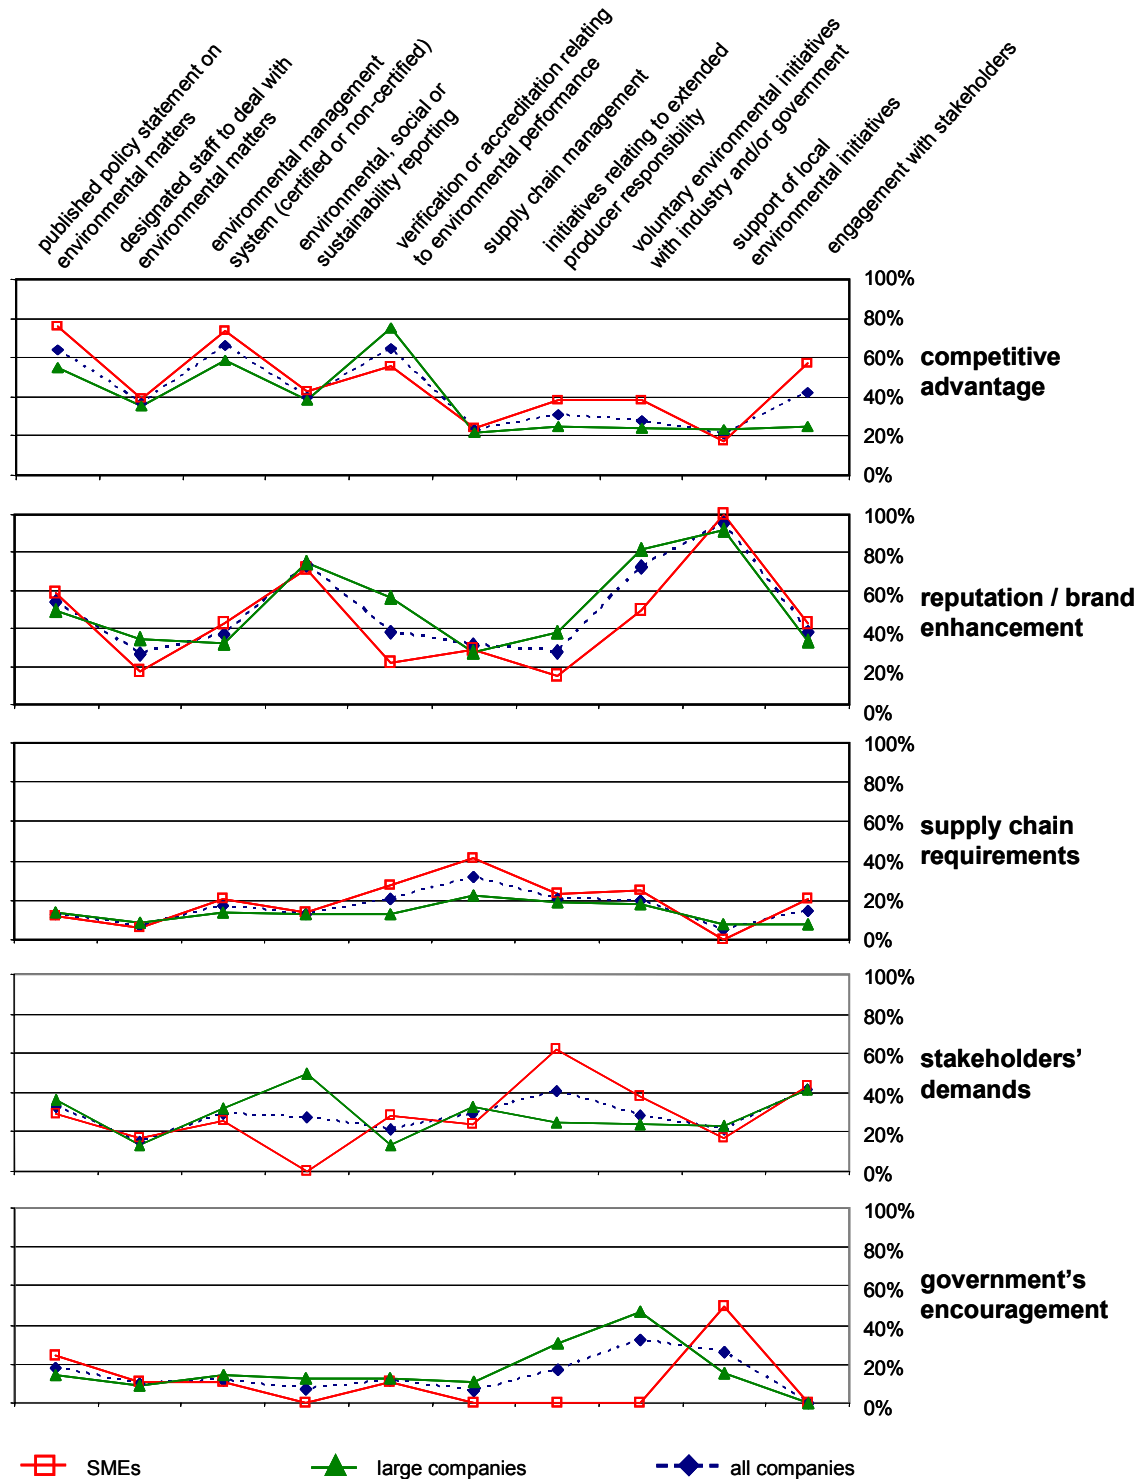 published policy statement on
environmental matters
designated staff to deal with
environmental matters
environmental management
system (certified or non-certified)
environmental, social or
sustainability reporting
verification or accreditation relating
to environmental performance
supply chain management
initiatives relating to extended
producer responsibility
voluntary environmental initiatives
with industry and/or government
support of local
environmental initiatives
engagement with stakeholders
100%
80%
60%
40%
20%
0%
competitive
advantage
100%
80%
60%
40%
20%
0%
reputation / brand
enhancement
100%
80%
60%
40%
20%
0%
supply chain
requirements
100%
80%
60%
40%
20%
0%
stakeholders'
demands
100%
80%
60%
40%
20%
0%
government's
encouragement
SMEs
large companies
all companies